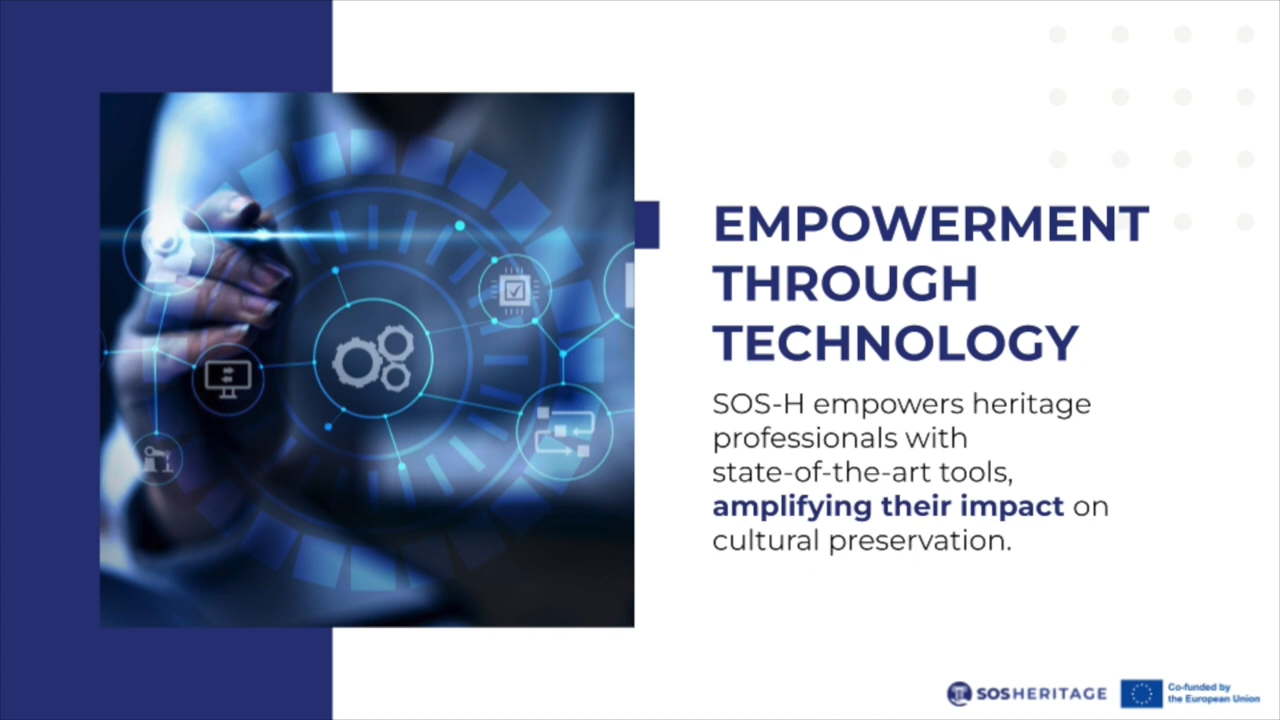 EMPOWERMENT
THROUGH
TECHNOLOGY
SOS-H empowers heritage
professionals with
state-of-the-art tools,
amplifying their impact on
cultural preservation.
SOSHERITAGE
Co-funded by
the European Union